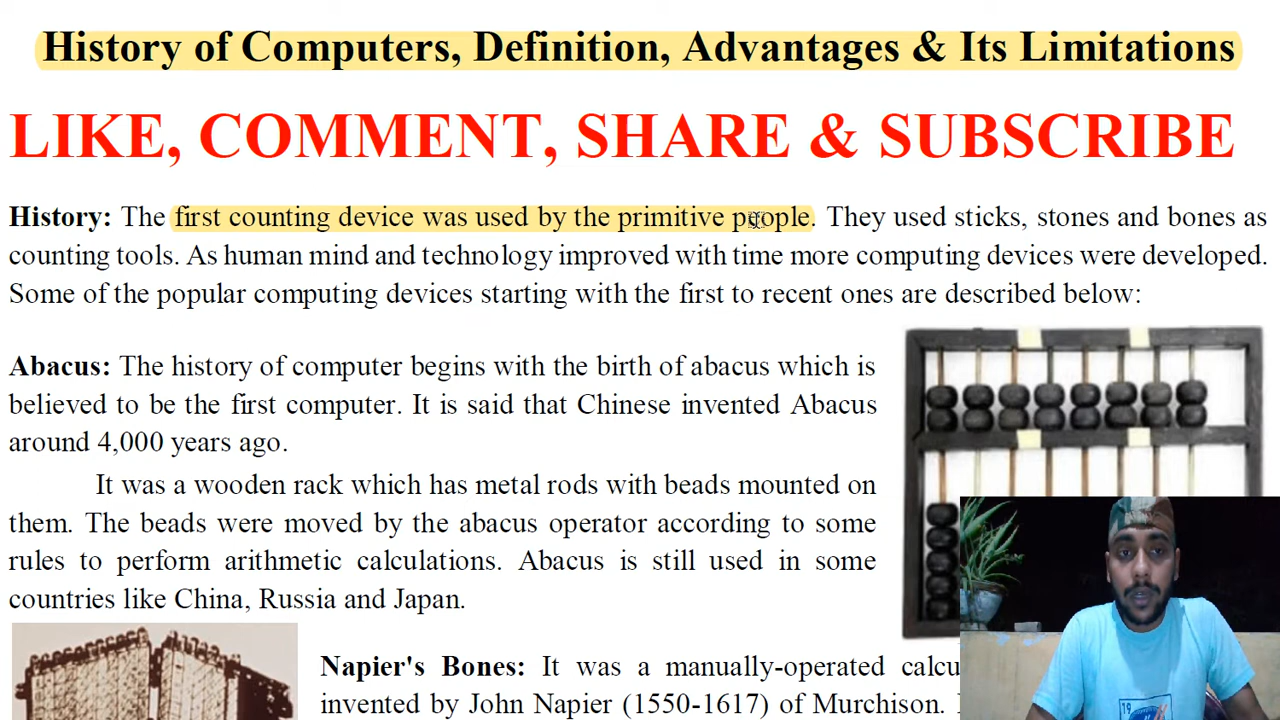 History of Computers, Definition, Advantages & Its Limitations
LIKE, COMMENT, SHARE & SUBSCRIBE
History: The first counting device was used by the primitive people. They used sticks, stones and bones as
counting tools. As human mind and technology improved with time more computing devices were developed.
Some of the popular computing devices starting with the first to recent ones are described below:
Abacus: The history of computer begins with the birth of abacus which is
believed to be the first computer. It is said that Chinese invented Abacus
around 4,000 years ago.
It was a wooden rack which has metal rods with beads mounted on
them. The beads were moved by the abacus operator according to some
rules to perform arithmetic calculations. Abacus is still used in some
countries like China, Russia and Japan.
Napier's Bones: It was a manually-operated
invented by John Napier (1550-1617) of Murchison.
19